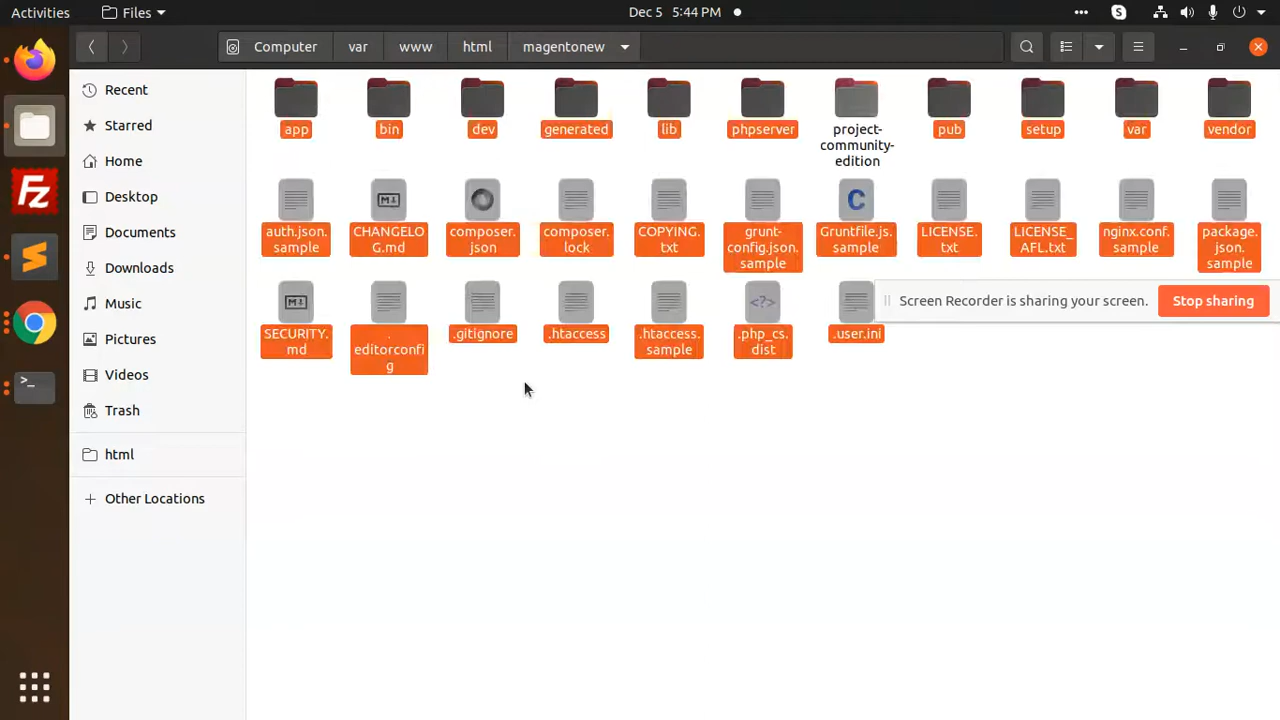 Activities
Files
Dec 5 5:44 PM
Computer
var
www
html
magentonew
Recent
Starred
Home
Desktop
Documents
Downloads
Music
Pictures
Videos
Trash
html
Other Locations
app
bin
dev
generated
lib
phpserver
project-
community-
edition
pub
setup
var
vendor
auth.json.
sample
CHANGELO
G.md
composer.
json
composer.
lock
COPYING.
txt
grunt-
config.json.
sample
Gruntfile.js.
sample
LICENSE.
txt
LICENSE_
AFL.txt
nginx.conf.
sample
package.
json.
sample
SECURITY.
md
.
editorconfi
g
.gitignore
.htaccess
.htaccess.
sample
.php_cs.
dist
.user.ini
Screen Recorder is sharing your screen.
Stop sharing